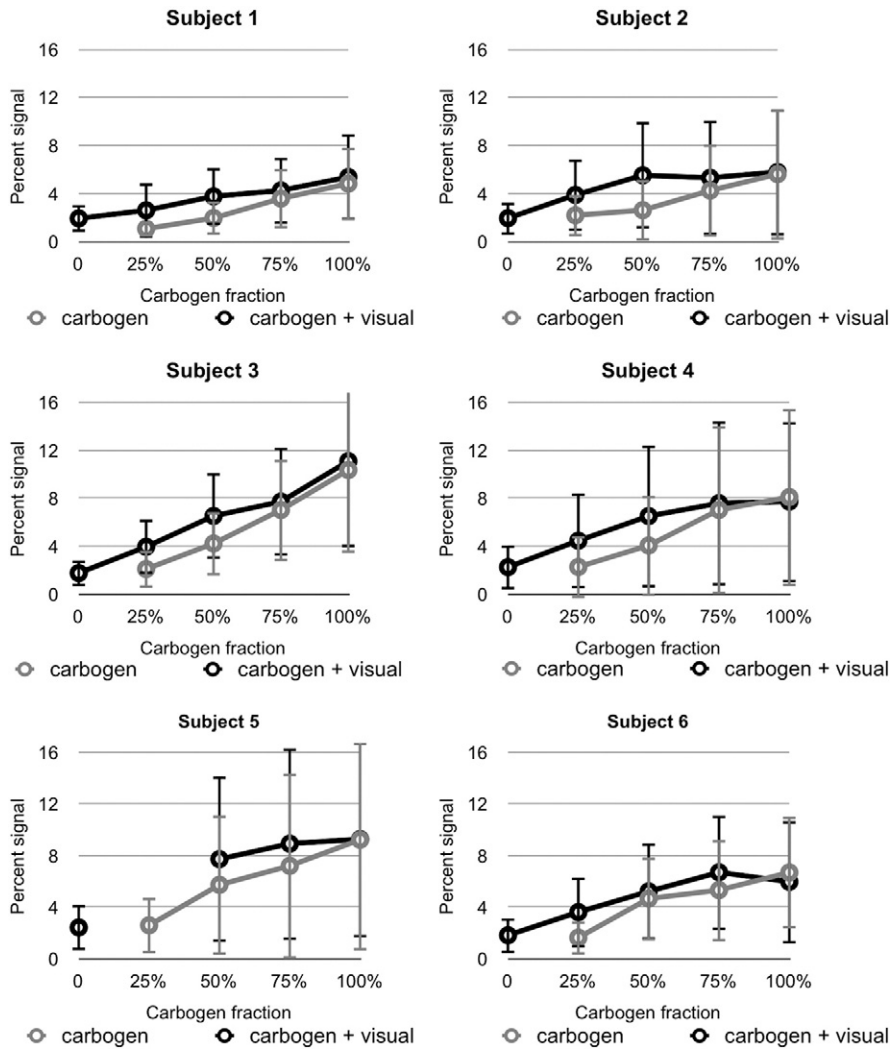 Subject 1
Percent signal
16
12
8
4
0
0 25% 50% 75% 100%
Carbogen fraction
carbogen carbogen + visual
Subject 2
Percent signal
16
12
8
4
0
0 25% 50% 75% 100%
Carbogen fraction
carbogen carbogen + visual
Subject 3
Percent signal
16
12
8
4
0
0 25% 50% 75% 100%
Carbogen fraction
carbogen carbogen + visual
Subject 4
Percent signal
16
12
8
4
0
0 25% 50% 75% 100%
Carbogen fraction
carbogen carbogen + visual
Subject 5
Percent signal
16
12
8
4
0
0 25% 50% 75% 100%
Carbogen fraction
carbogen carbogen + visual
Subject 6
Percent signal
16
12
8
4
0
0 25% 50% 75% 100%
Carbogen fraction
carbogen carbogen + visual